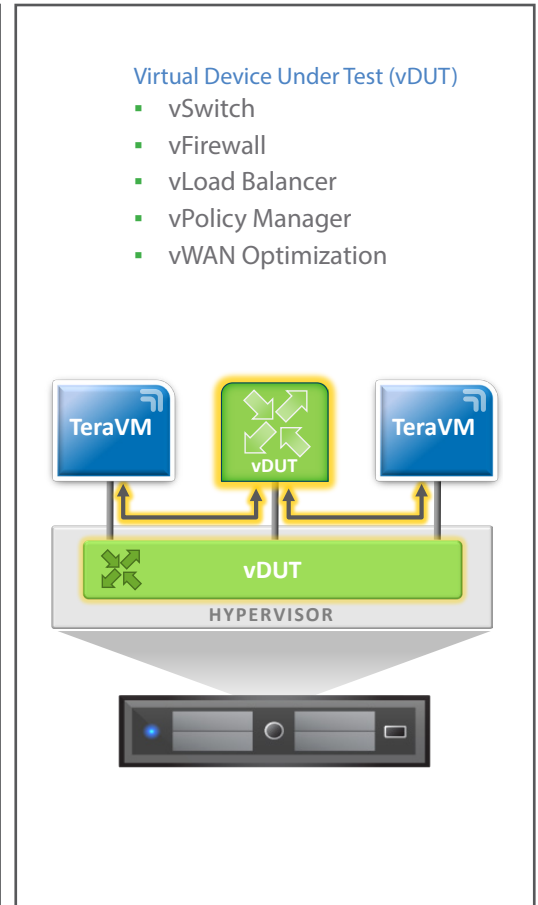 Virtual Device Under Test (vDUT)
▪ vSwitch
▪ vFirewall
▪ vLoad Balancer
▪ vPolicy Manager
▪ vWAN Optimization
TeraVM
vDUT
TeraVM
vDUT
HYPERVISOR